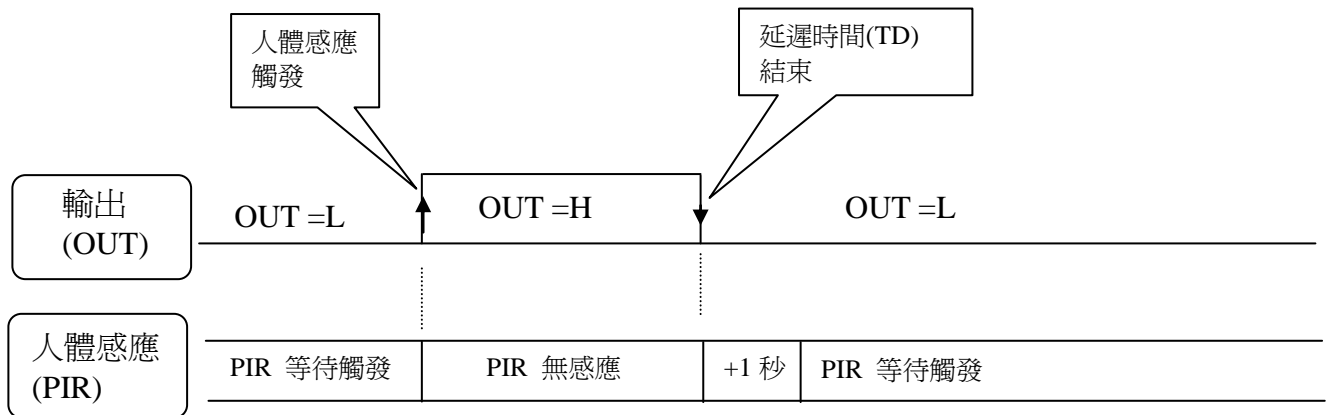 人體感應
觸發
延遲時間(TD)
結束
輸出
(OUT)
OUT =L
OUT =H
OUT =L
人體感應
(PIR)
PIR 等待觸發
PIR 無感應
+1 秒
PIR 等待觸發